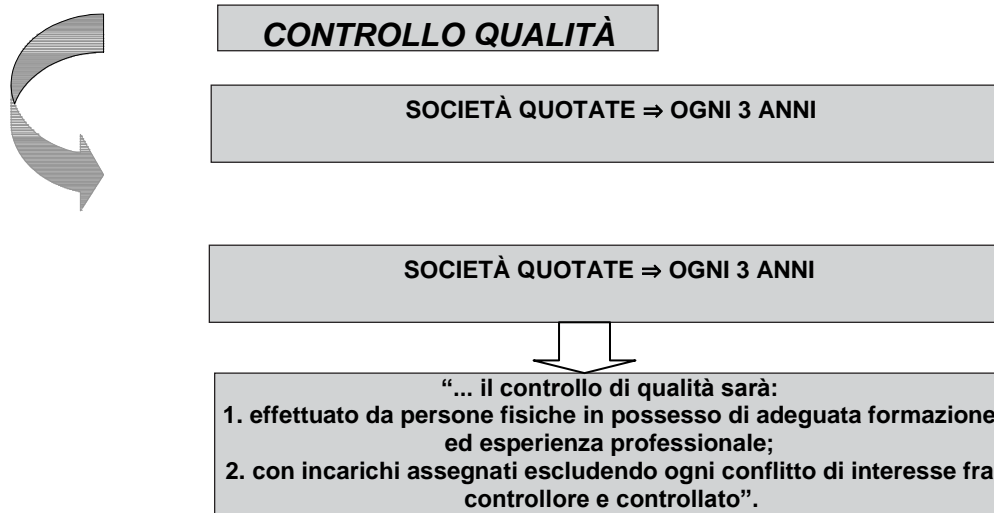 CONTROLLO QUALITÀ
SOCIETÀ QUOTATE ⇒ OGNI 3 ANNI
SOCIETÀ QUOTATE ⇒ OGNI 3 ANNI
“... il controllo di qualità sarà:
1. effettuato da persone fisiche in possesso di adeguata formazione
ed esperienza professionale;
2. con incarichi assegnati escludendo ogni conflitto di interesse fra
controllore e controllato”.